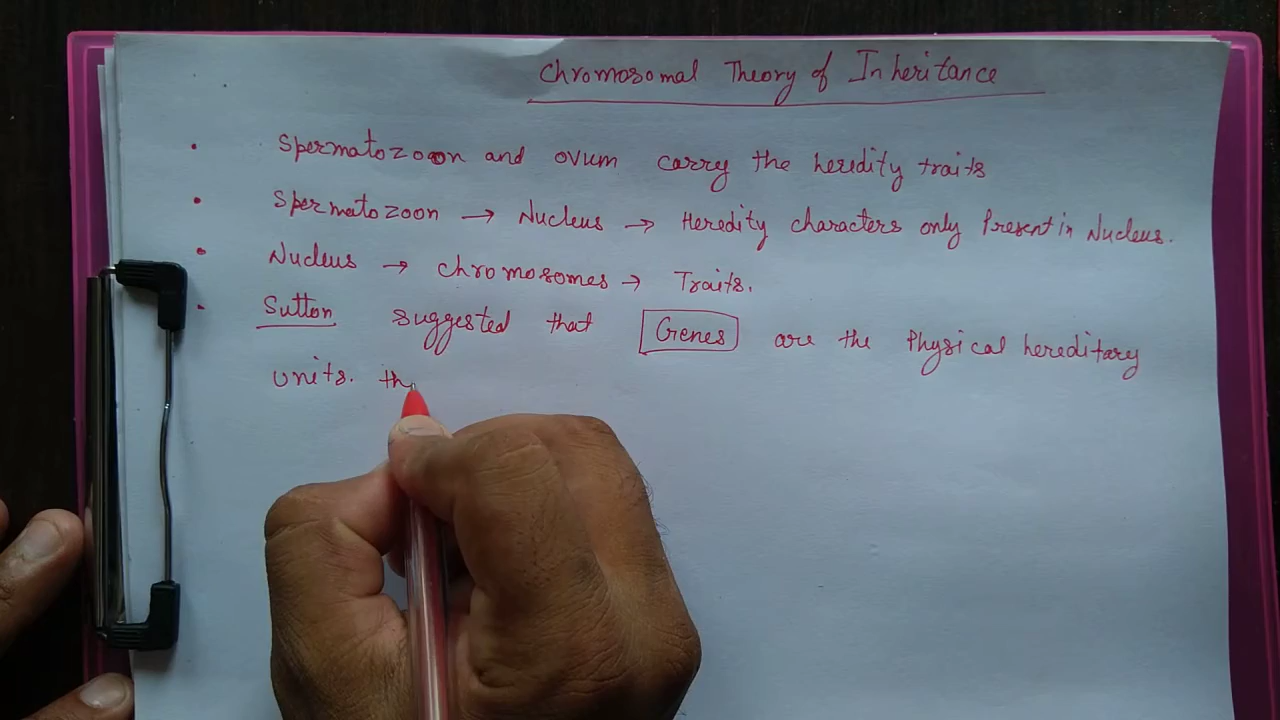 Chromosomal Theory of Inheritance
• Spermatozoon and ovum carry the heredity traits
• Spermatozoon → Nucleus → Heredity characters only Present in Nucleus.
• Nucleus → chromosomes → Traits.
• Sutton suggested that Genes are the Physical hereditary
units. th